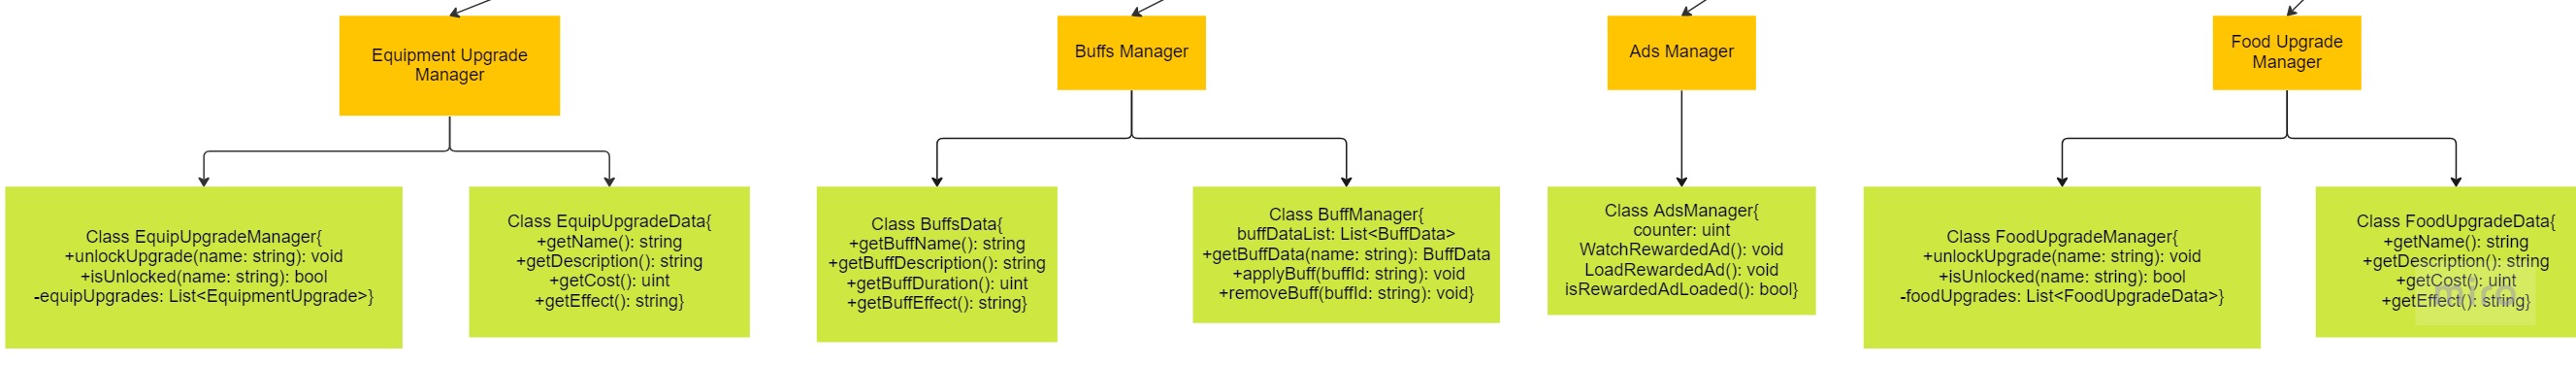 Equipment Upgrade
Manager
Buffs Manager
Ads Manager
Food Upgrade
Manager
Class EquipUpgradeManager{
+unlockUpgrade(name: string): void
+isUnlocked(name: string): bool
-equipUpgrades: List<EquipmentUpgrade>}
Class EquipUpgradeData{
+getName(): string
+getDescription(): string
+getCost(): uint
+getEffect(): string}
Class BuffsData{
+getBuffName(): string
+getBuffDescription(): string
+getBuffDuration(): uint
+getBuffEffect(): string}
Class BuffManager{
buffDataList: List<BuffData>
+getBuffData(name: string): BuffData
+applyBuff(buffId: string): void
+removeBuff(buffId: string): void}
Class AdsManager{
counter: uint
WatchRewardedAd(): void
LoadRewardedAd(): void
isRewardedAdLoaded(): bool}
Class FoodUpgradeManager{
+unlockUpgrade(name: string): void
+isUnlocked(name: string): bool
-foodUpgrades: List<FoodUpgradeData>}
Class FoodUpgradeData{
+getName(): string
+getDescription(): string
+getCost(): uint
+getEffect(): string}
miro